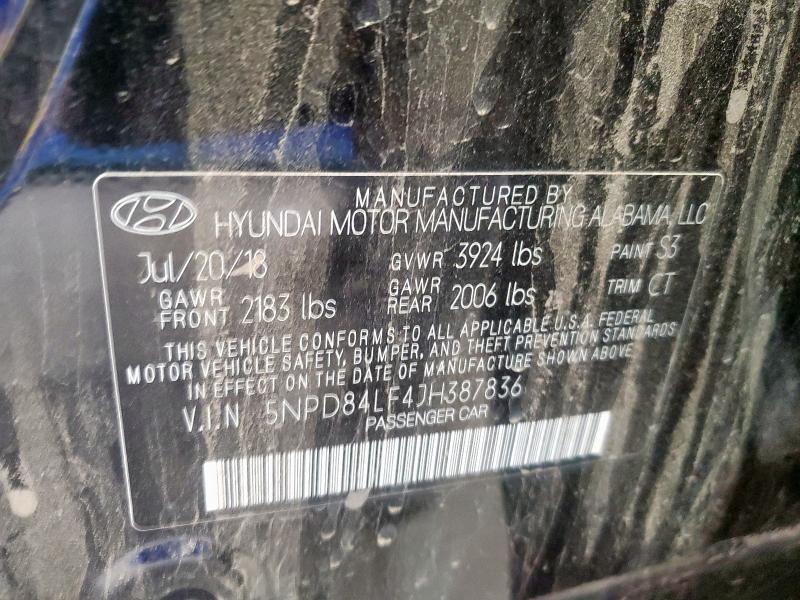 MANUFACTURED BY
HYUNDAI MOTOR MANUFACTURING ALABAMA, LLC
Jul/20/18 GVWR 3924 lbs PAINT S3
GAWR FRONT 2183 lbs GAWR REAR 2006 lbs TRIM CT
THIS VEHICLE CONFORMS TO ALL APPLICABLE U.S.A. FEDERAL
MOTOR VEHICLE SAFETY, BUMPER, AND THEFT PREVENTION STANDARDS
IN EFFECT ON THE DATE OF MANUFACTURE SHOWN ABOVE
V.I.N 5NPD84LF4JH387836
PASSENGER CAR